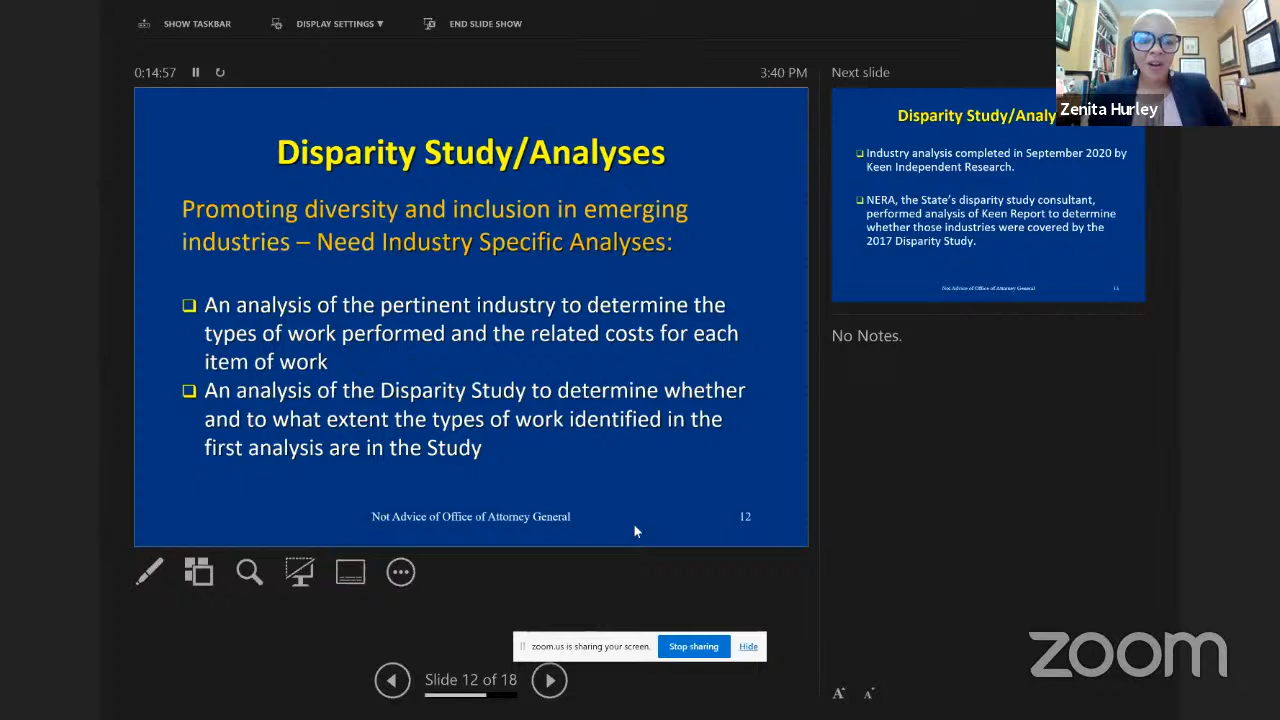 SHOW TASKBAR
DISPLAY SETTINGS ▼
END SLIDE SHOW
0:14:57
3:40 PM
Disparity Study/Analyses
Promoting diversity and inclusion in emerging
industries – Need Industry Specific Analyses:
An analysis of the pertinent industry to determine the
types of work performed and the related costs for each
item of work
An analysis of the Disparity Study to determine whether
and to what extent the types of work identified in the
first analysis are in the Study
Not Advice of Office of Attorney General
12
Next slide
Zenita Hurley
Disparity Study/Analy
Industry analysis completed in September 2020 by
Keen Independent Research.
NERA, the State's disparity study consultant,
performed analysis of Keen Report to determine
whether those industries were covered by the
2017 Disparity Study.
Not Advice of Office of Attorney General
No Notes.
zoom.us is sharing your screen.
Stop sharing
Hide
Slide 12 of 18
A
A
zoom